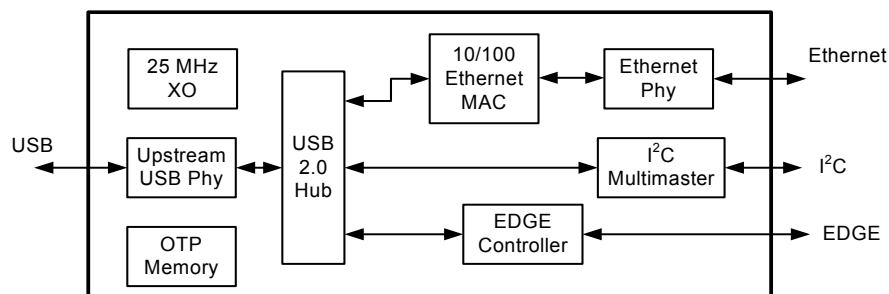 25 MHz
XO
10/100
Ethernet
MAC
Ethernet
Phy
Ethernet
USB
Upstream
USB Phy
USB
2.0
Hub
I²C
Multimaster
I²C
OTP
Memory
EDGE
Controller
EDGE